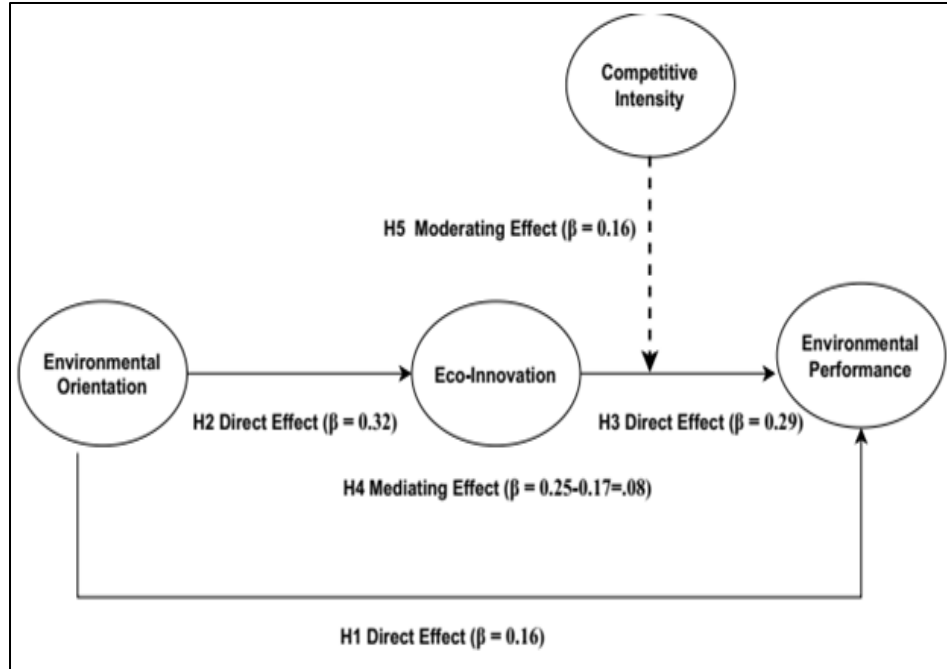 Competitive
Intensity
H5 Moderating Effect (β = 0.16)
Environmental
Orientation
Eco-Innovation
Environmental
Performance
H2 Direct Effect (β = 0.32)
H3 Direct Effect (β = 0.29)
H4 Mediating Effect (β = 0.25-0.17=.08)
H1 Direct Effect (β = 0.16)